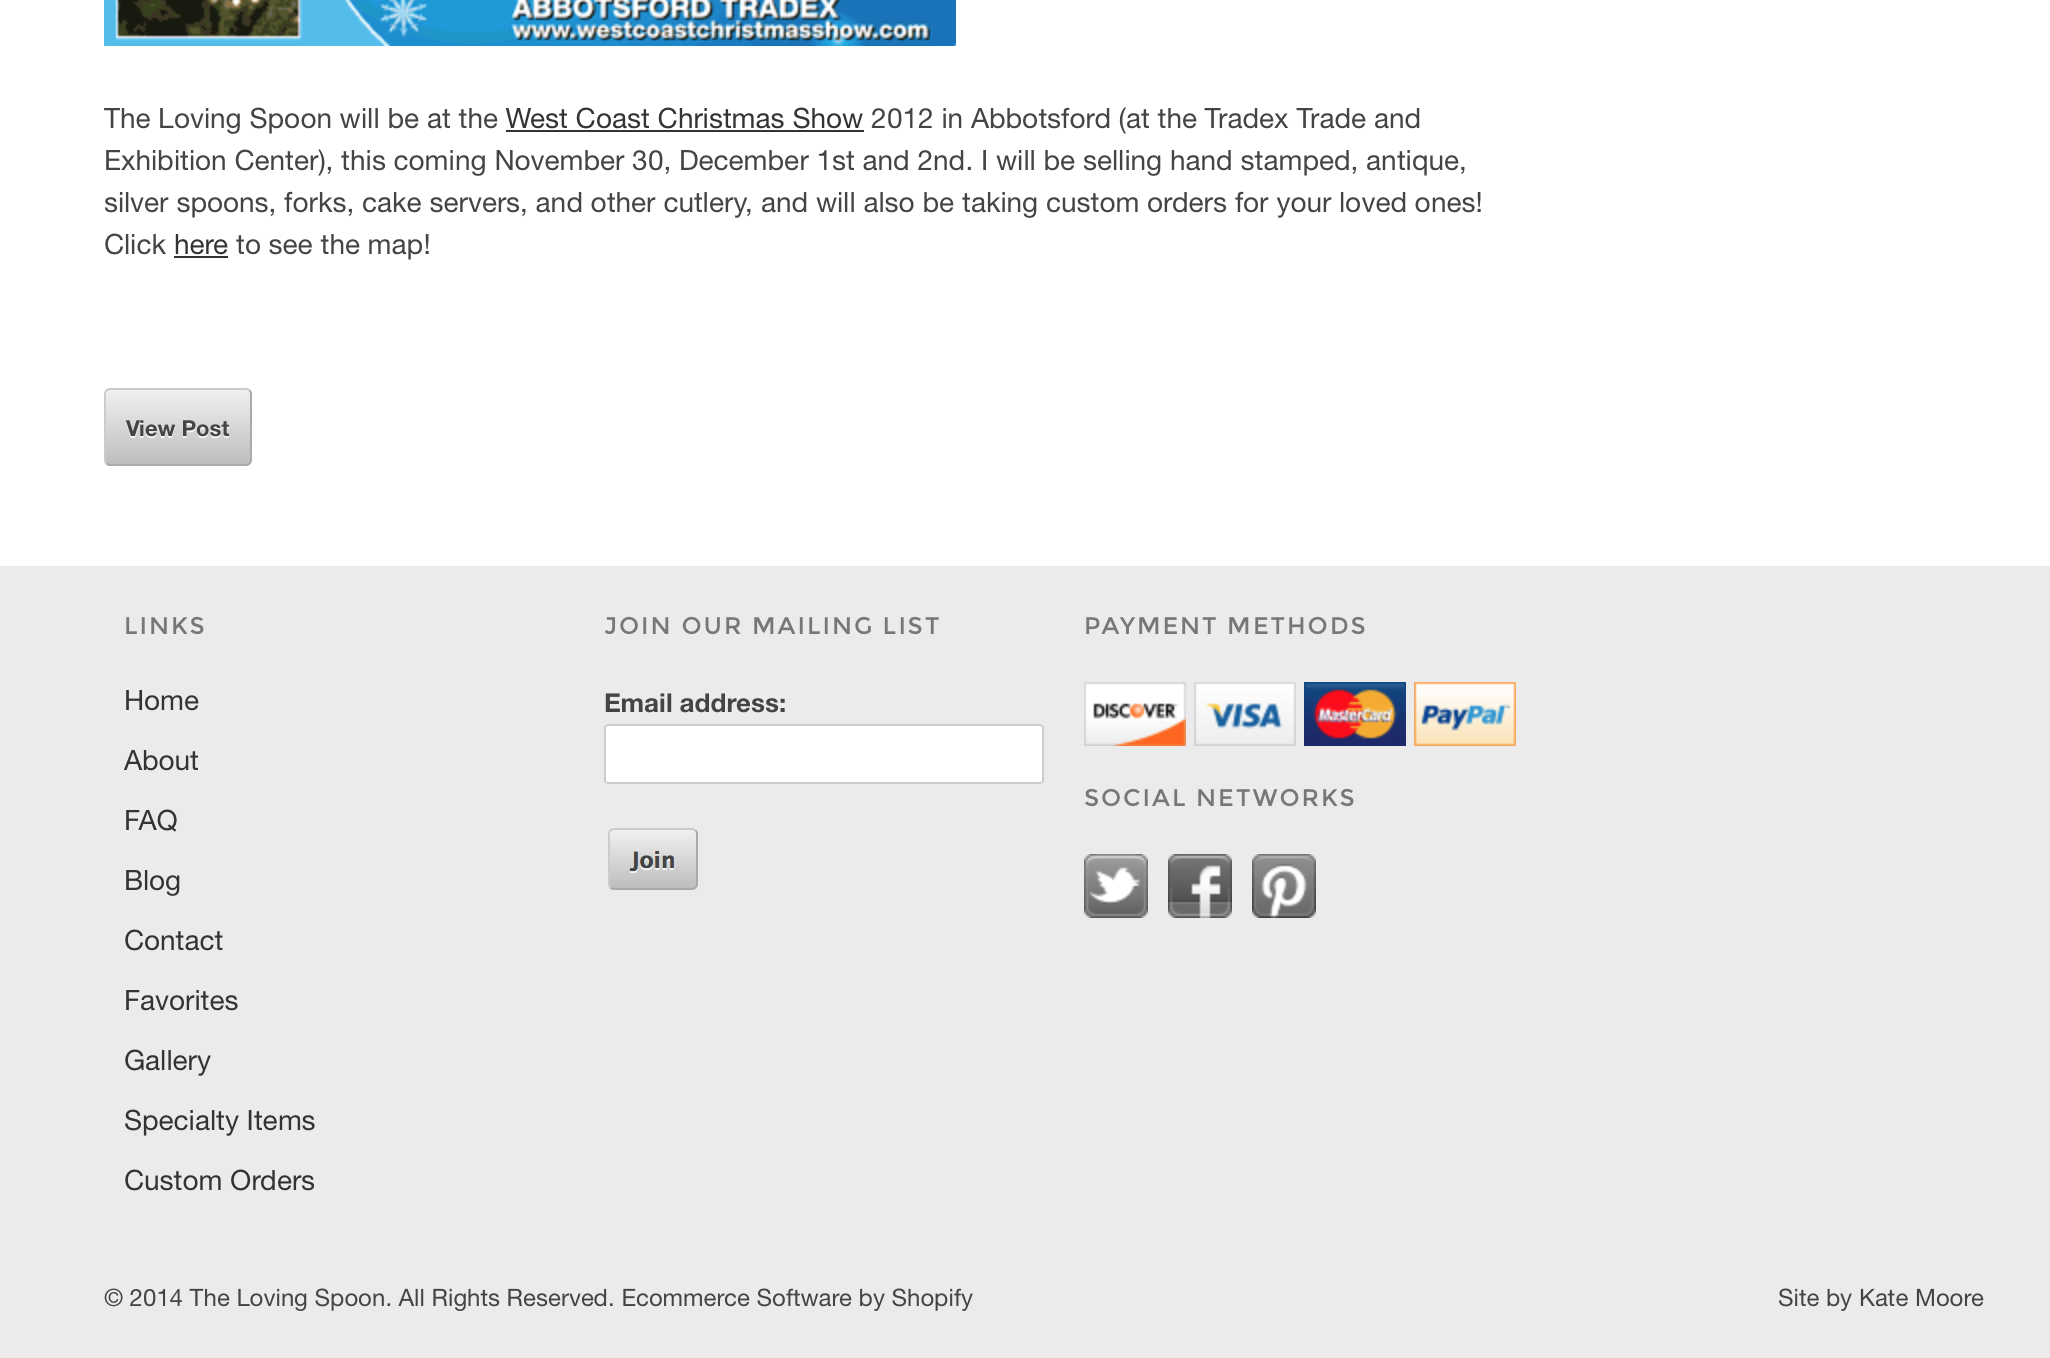 ABBOTSFORD TRADEX
www.westcoastchristmasshow.com
The Loving Spoon will be at the West Coast Christmas Show 2012 in Abbotsford (at the Tradex Trade and
Exhibition Center), this coming November 30, December 1st and 2nd. I will be selling hand stamped, antique,
silver spoons, forks, cake servers, and other cutlery, and will also be taking custom orders for your loved ones!
Click here to see the map!
View Post
LINKS
Home
About
FAQ
Blog
Contact
Favorites
Gallery
Specialty Items
Custom Orders
JOIN OUR MAILING LIST
Email address:
Join
PAYMENT METHODS
DISCOVER VISA MasterCard PayPal
SOCIAL NETWORKS
© 2014 The Loving Spoon. All Rights Reserved. Ecommerce Software by Shopify
Site by Kate Moore